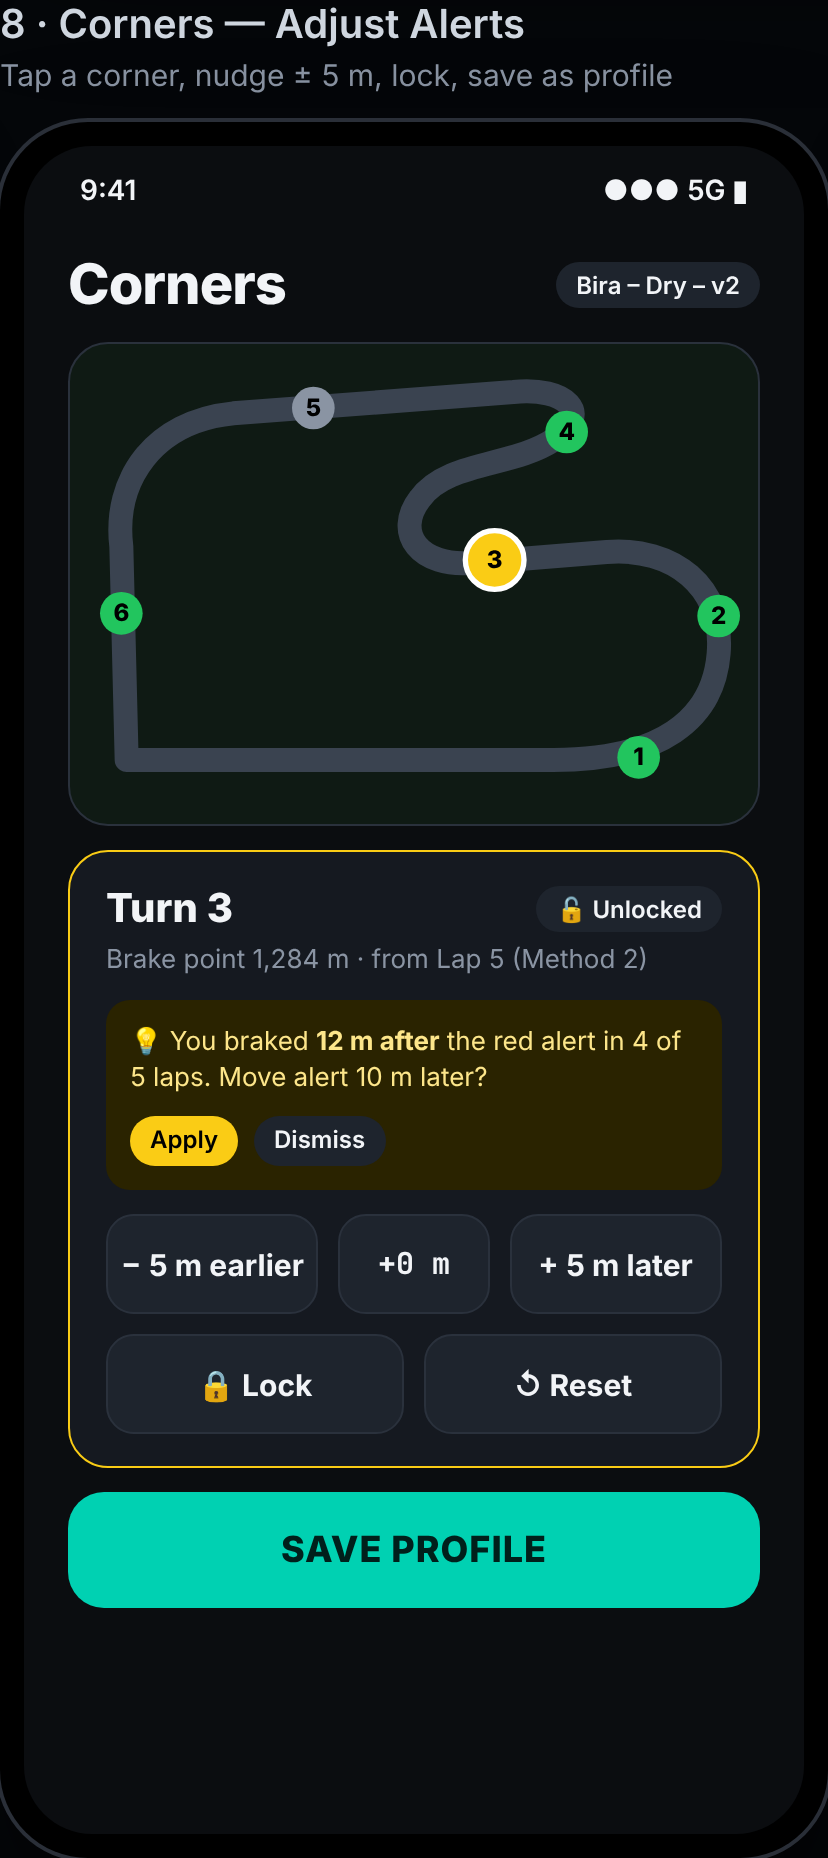 8 · Corners — Adjust Alerts
Tap a corner, nudge ± 5 m, lock, save as profile
9:41
5G
Corners
Bira – Dry – v2
5
4
3
6
2
1
Turn 3
🔓 Unlocked
Brake point 1,284 m · from Lap 5 (Method 2)
💡 You braked 12 m after the red alert in 4 of
5 laps. Move alert 10 m later?
Apply
Dismiss
− 5 m earlier
+0 m
+ 5 m later
🔒 Lock
↺ Reset
SAVE PROFILE